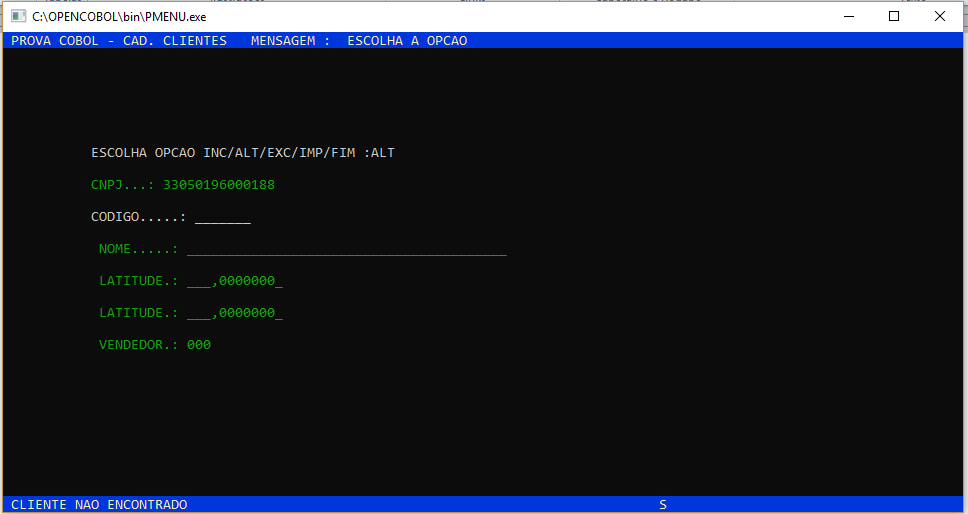 C:\OPENCOBOL\bin\PMENU.exe
PROVA COBOL - CAD. CLIENTES   MENSAGEM :  ESCOLHA A OPCAO
ESCOLHA OPCAO INC/ALT/EXC/IMP/FIM :ALT
CNPJ...: 33050196000188
CODIGO.....: _______
NOME.....: ________________________________________
LATITUDE.: ___,0000000_
LATITUDE.: ___,0000000_
VENDEDOR.: 000
CLIENTE NAO ENCONTRADO   S